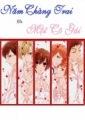 Năm Chàng Trai
Và
Một Cô Gái